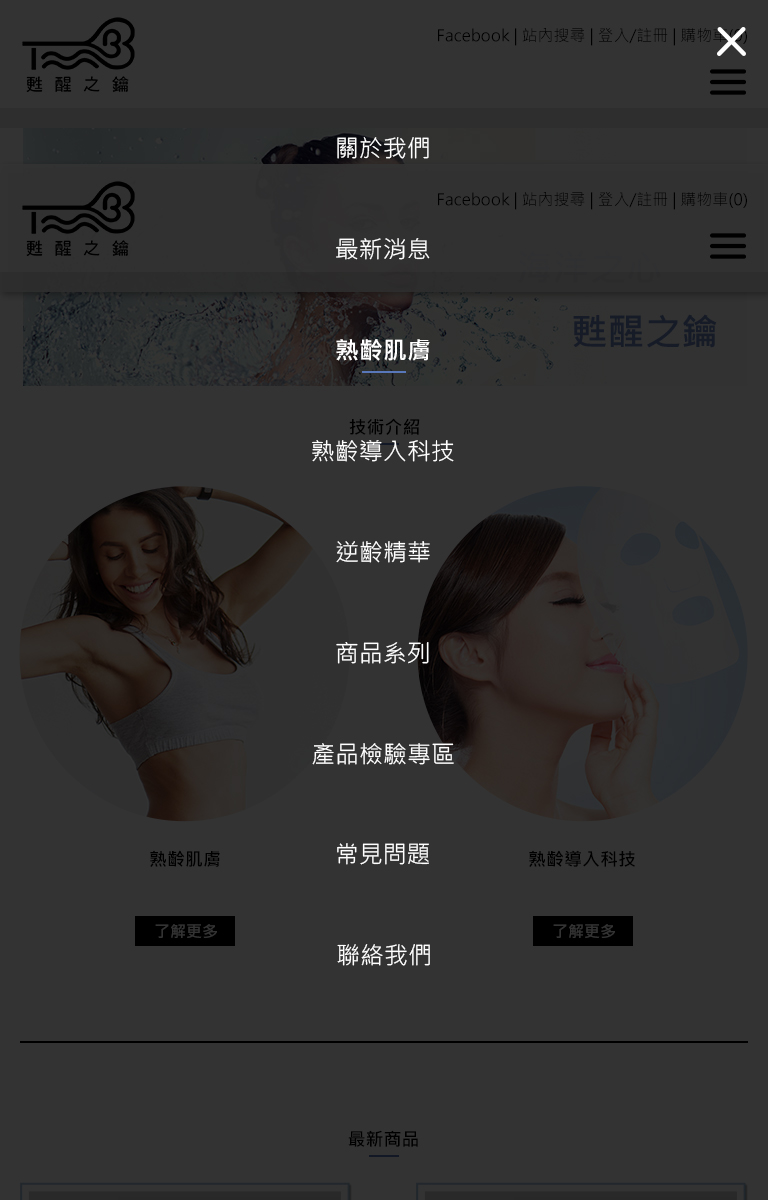 Facebook | 站內搜尋 | 登入/註冊 | 購物車(0)
甦醒之鑰
關於我們
Facebook | 站內搜尋 | 登入/註冊 | 購物車(0)
甦醒之鑰
最新消息
甦醒之鑰
熟齡肌膚
技術介紹
熟齡導入科技
逆齡精華
商品系列
產品檢驗專區
常見問題
熟齡肌膚
熟齡導入科技
了解更多
了解更多
聯絡我們
最新商品